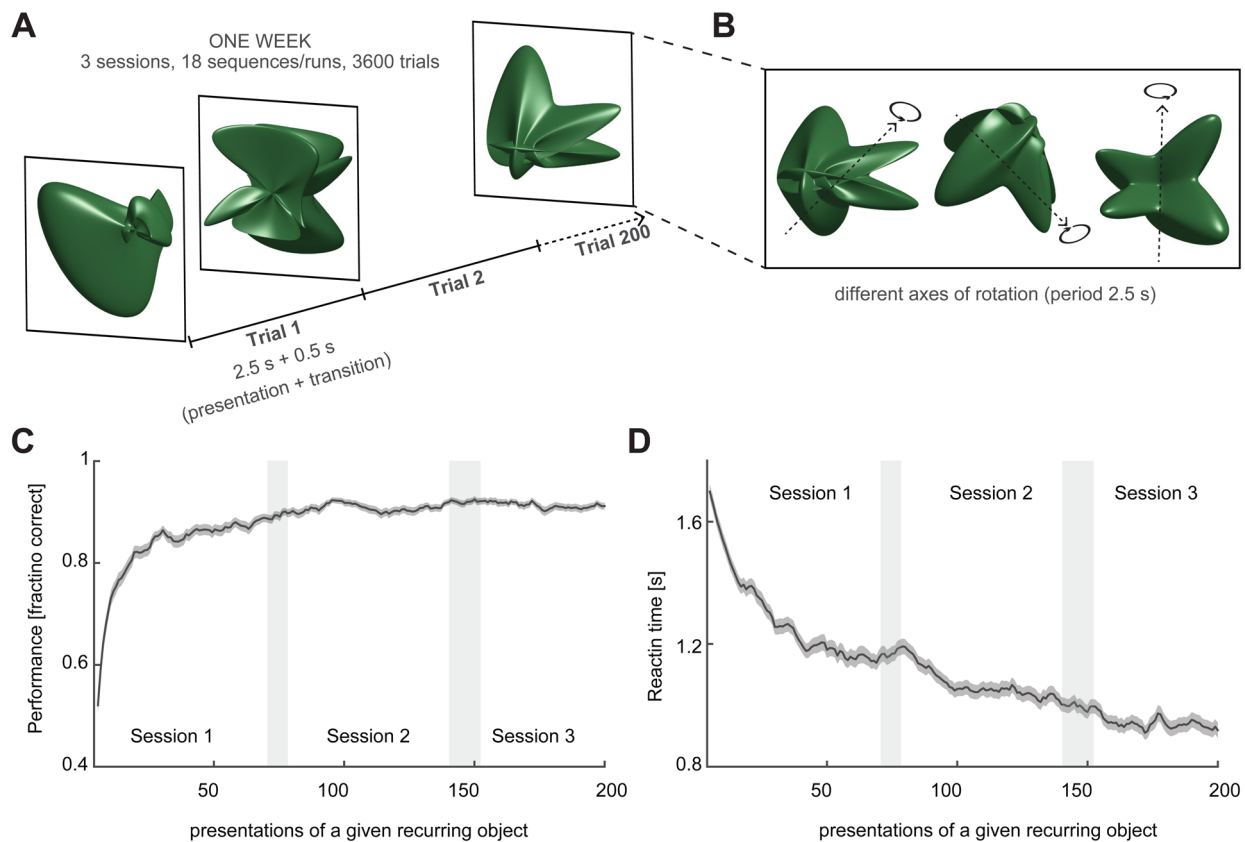 A
ONE WEEK
3 sessions, 18 sequences/runs, 3600 trials
Trial 1
2.5 s + 0.5 s
(presentation + transition)
Trial 2
Trial 200
B
different axes of rotation (period 2.5 s)
C
Performance [fractino correct]
1
0.8
0.6
0.4
Session 1
Session 2
Session 3
50
100
150
200
presentations of a given recurring object
D
Reactin time [s]
1.6
1.2
0.8
Session 1
Session 2
Session 3
50
100
150
200
presentations of a given recurring object